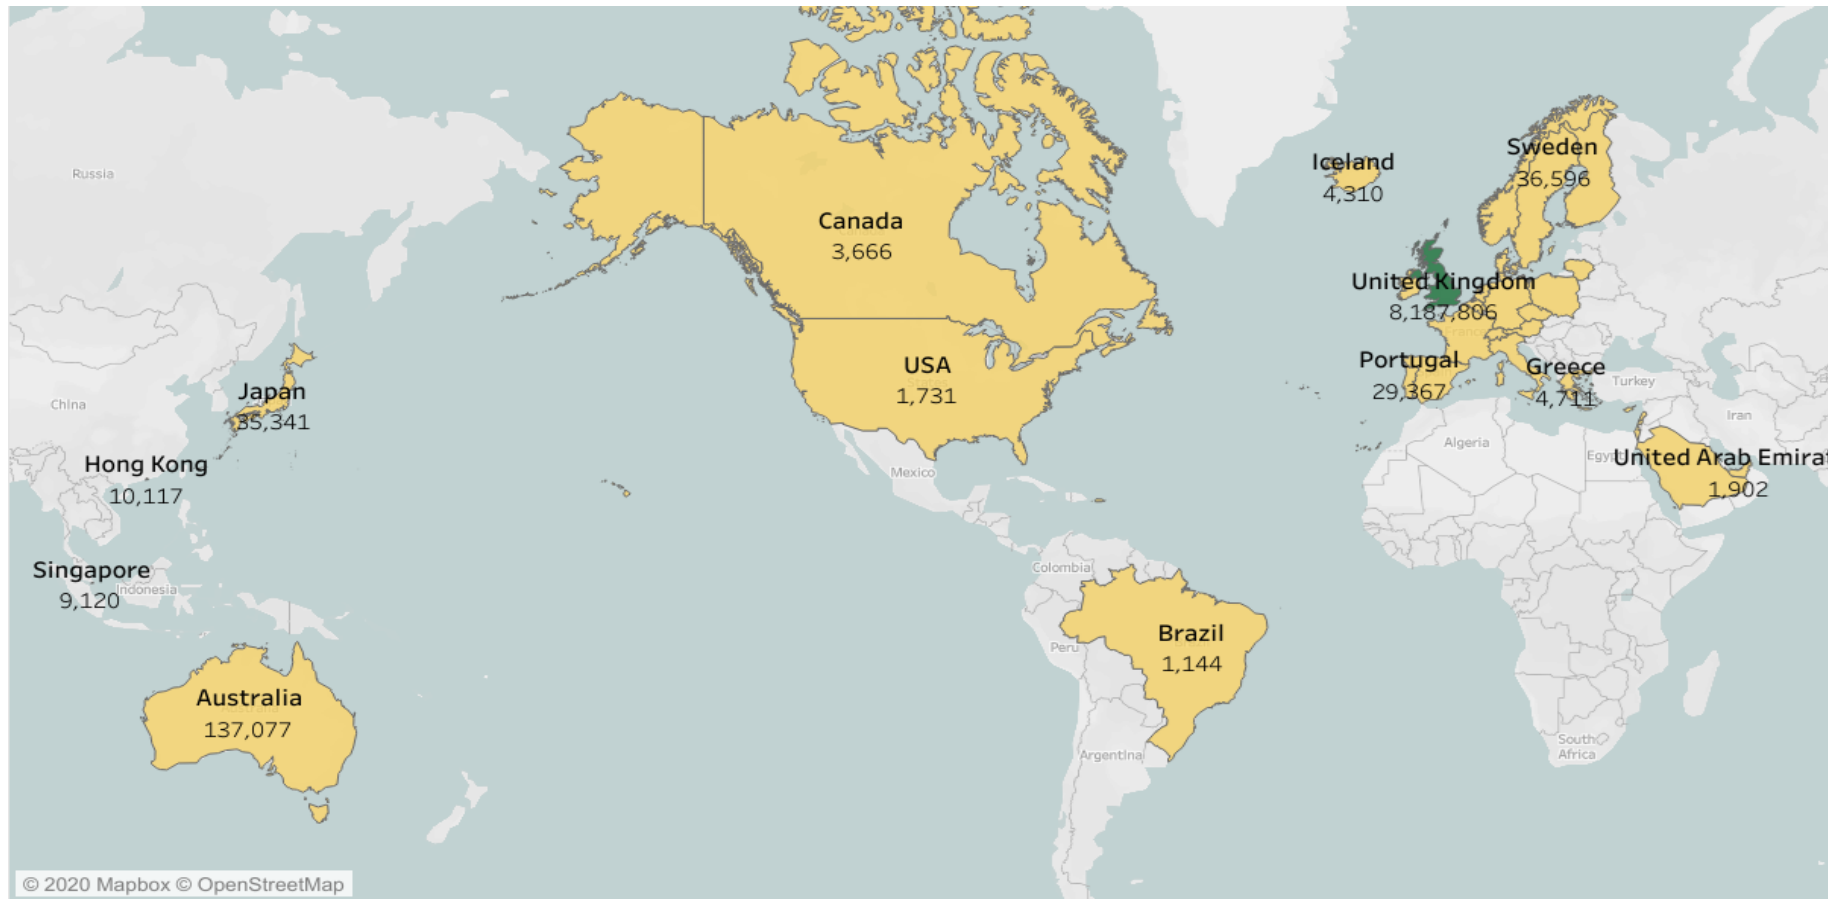 Russia
Canada
3,666
Iceland
4,310
Sweden
36,596
United Kingdom
8,187,806
France
USA
1,731
Portugal
29,367
Greece
4,711
Turkey
Iran
China
Japan
35,341
Hong Kong
10,117
Mexico
Algeria
Egypt
United Arab Emirat
1,902
Singapore
9,120
Indonesia
Colombia
Peru
Brazil
1,144
Australia
137,077
Argentina
South
Africa
© 2020 Mapbox © OpenStreetMap